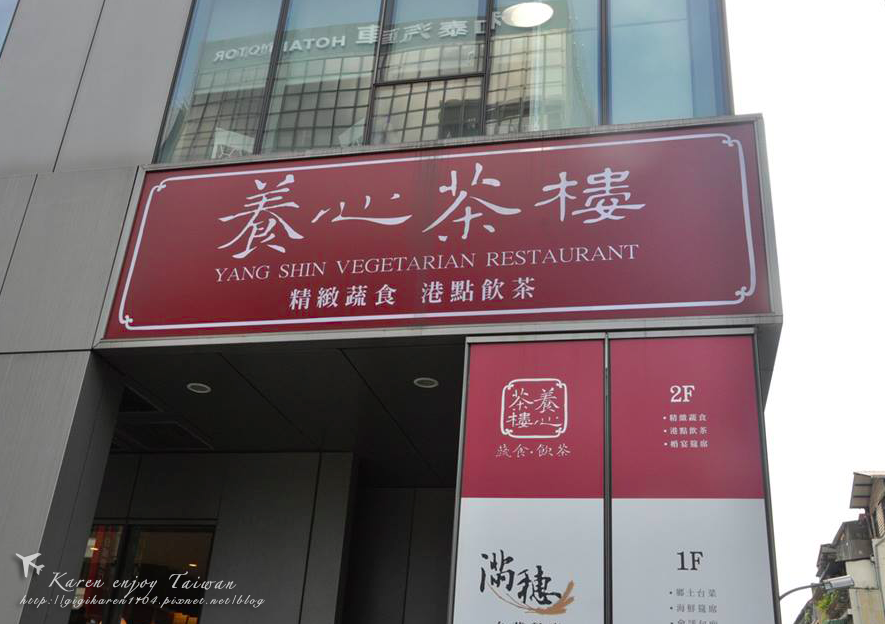 和泰汽車 HOTAI MOTOR
養心茶樓
YANG SHIN VEGETARIAN RESTAURANT
精緻蔬食 港點飲茶
養心茶樓
蔬食·飲茶
2F
•精緻蔬食
•港點飲茶
•婚宴筵席
滿穗
1F
•鄉土台菜
•海鮮筵席
Karen enjoy Taiwan
http://gigikaren1704.pixnet.net/blog